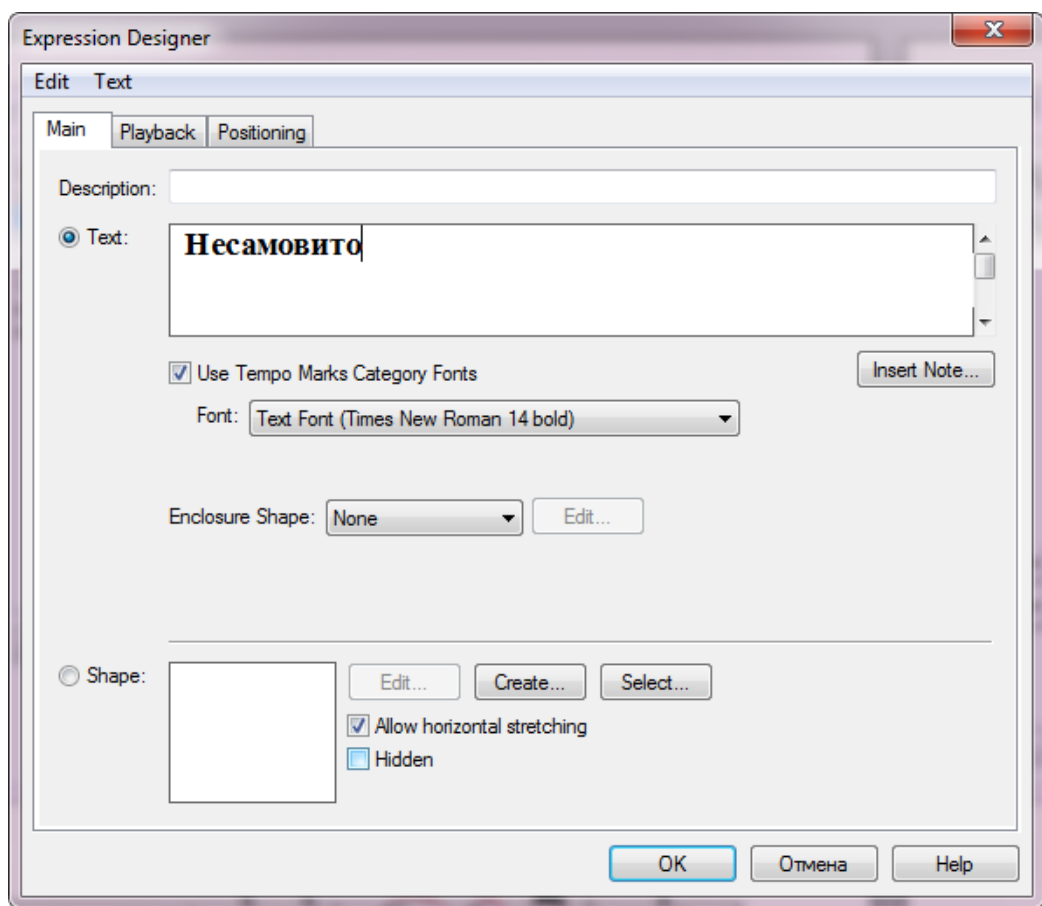 Expression Designer
Edit Text
Main Playback Positioning
Description:
Text: Несамовито
Use Tempo Marks Category Fonts Insert Note...
Font: Text Font (Times New Roman 14 bold)
Enclosure Shape: None Edit...
Shape: Edit... Create... Select...
Allow horizontal stretching
Hidden
OK Отмена Help